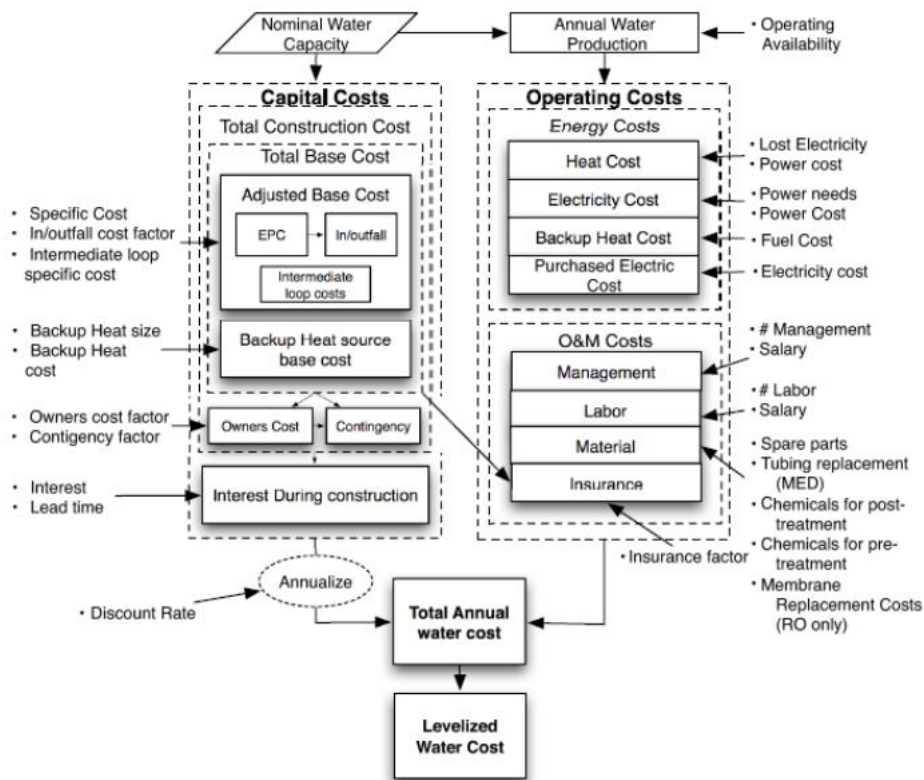 Nominal Water
Capacity
Annual Water
Production
• Operating
Availability
Capital Costs
Total Construction Cost
Total Base Cost
Adjusted Base Cost
EPC
In/outfall
Intermediate
loop costs
• Specific Cost
• In/outfall cost factor
• Intermediate loop
specific cost
Backup Heat source
base cost
• Backup Heat size
• Backup Heat
cost
Owners Cost
Contingency
• Owners cost factor
• Contigency factor
Interest During construction
• Interest
• Lead time
Operating Costs
Energy Costs
Heat Cost
• Lost Electricity
• Power cost
Electricity Cost
• Power needs
• Power Cost
Backup Heat Cost
• Fuel Cost
Purchased Electric
Cost
• Electricity cost
O&M Costs
Management
• # Management
• Salary
Labor
• # Labor
• Salary
Material
• Spare parts
• Tubing replacement
(MED)
• Chemicals for post-
treatment
• Chemicals for pre-
treatment
• Membrane
Replacement Costs
(RO only)
Insurance
• Insurance factor
Annualize
• Discount Rate
Total Annual
water cost
Levelized
Water Cost